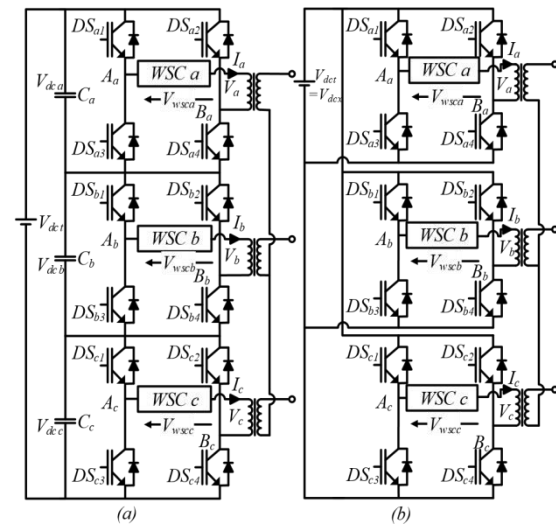 DSa1
DSa2
Ia
Aa
WSC a
Va
Vdca
Ca
Vwsca
Ba
DSa3
DSa4
DSb1
DSb2
Ib
Ab
WSC b
Vdct
Vb
Vdcb
Cb
Vwscb
Bb
DSb3
DSb4
DSc1
DSc2
Ic
Ac
WSC c
Vc
Vdcc
Cc
Vwscc
Bc
DSc3
DSc4
(a)
DSa1
DSa2
Ia
Vdct
=Vdcx
Aa
WSC a
Va
Vwsca
Ba
DSa3
DSa4
DSb1
DSb2
Ib
Ab
WSC b
Vb
Vwscb
Bb
DSb3
DSb4
DSc1
DSc2
Ic
Ac
WSC c
Vc
Vwscc
Bc
DSc3
DSc4
(b)